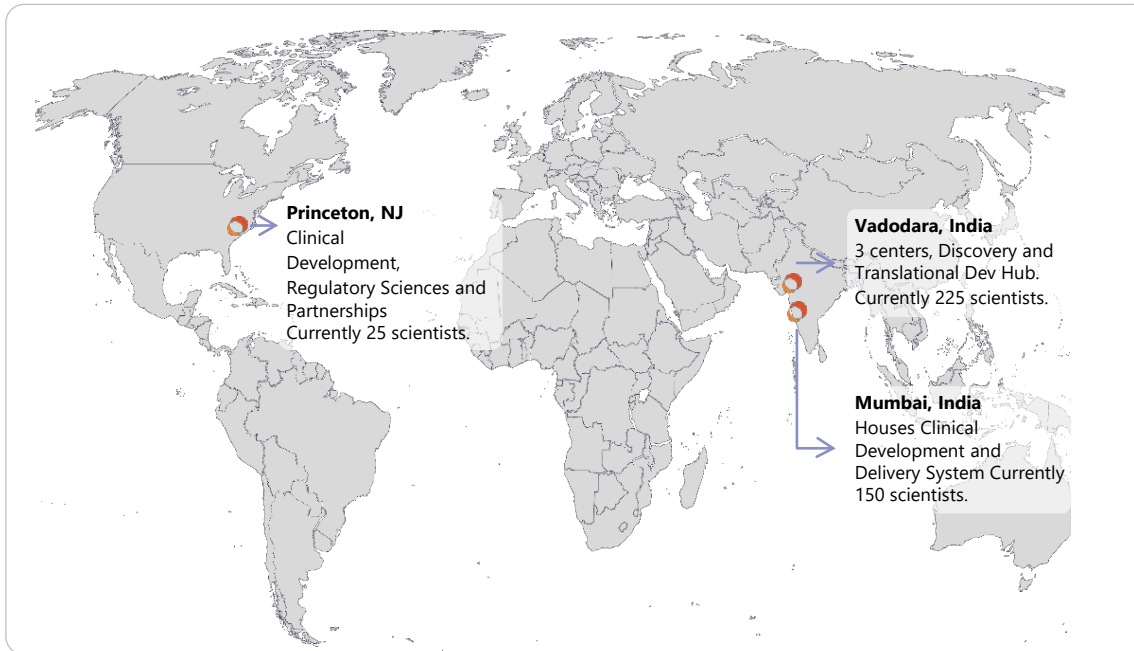 Princeton, NJ
Clinical
Development,
Regulatory Sciences and
Partnerships
Currently 25 scientists.
Vadodara, India
3 centers, Discovery and
Translational Dev Hub.
Currently 225 scientists.
Mumbai, India
Houses Clinical
Development and
Delivery System Currently
150 scientists.